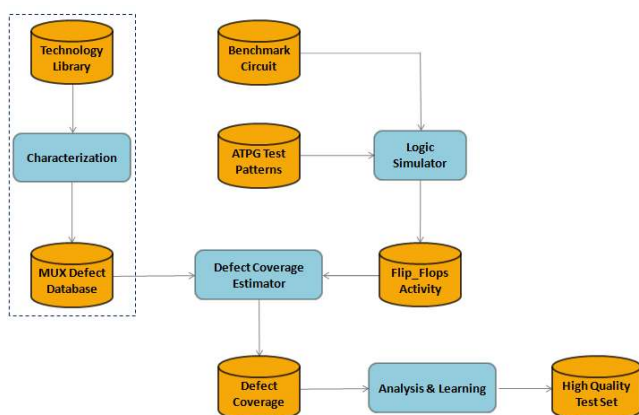 Technology
Library
Benchmark
Circuit
Characterization
ATPG Test
Patterns
Logic
Simulator
MUX Defect
Database
Defect Coverage
Estimator
Flip_Flops
Activity
Defect
Coverage
Analysis & Learning
High Quality
Test Set